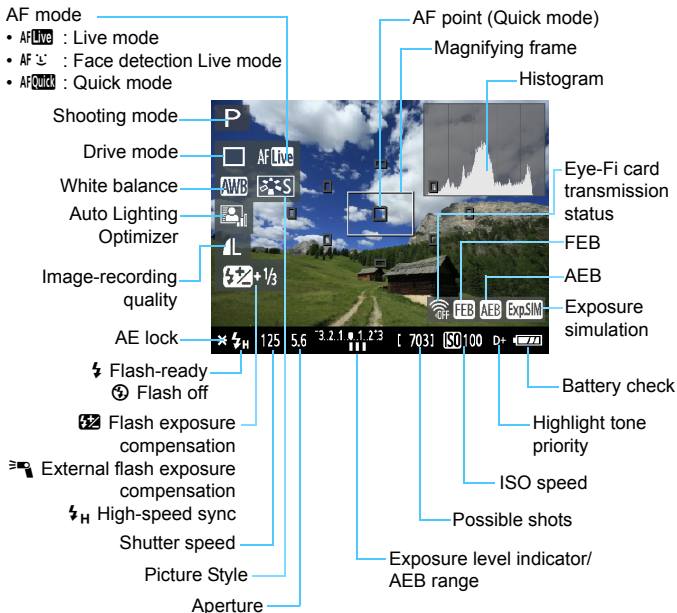 AF mode
• AF Live : Live mode
• AF : Face detection Live mode
• AF Quick : Quick mode
Shooting mode
Drive mode
White balance
Auto Lighting
Optimizer
Image-recording
quality
AE lock
Flash-ready
Flash off
Flash exposure
compensation
External flash exposure
compensation
H High-speed sync
Shutter speed
Picture Style
Aperture
AF point (Quick mode)
Magnifying frame
Histogram
Eye-Fi card
transmission
status
FEB
AEB
Exposure
simulation
Battery check
Highlight tone
priority
ISO speed
Possible shots
Exposure level indicator/
AEB range
P
AF Live
AWB S
L
+1/3
OFF FEB AEB Exp.SIM
H 125 5.6 -3..2..1..0..1..2.+3 [ 703] ISO 100 D+